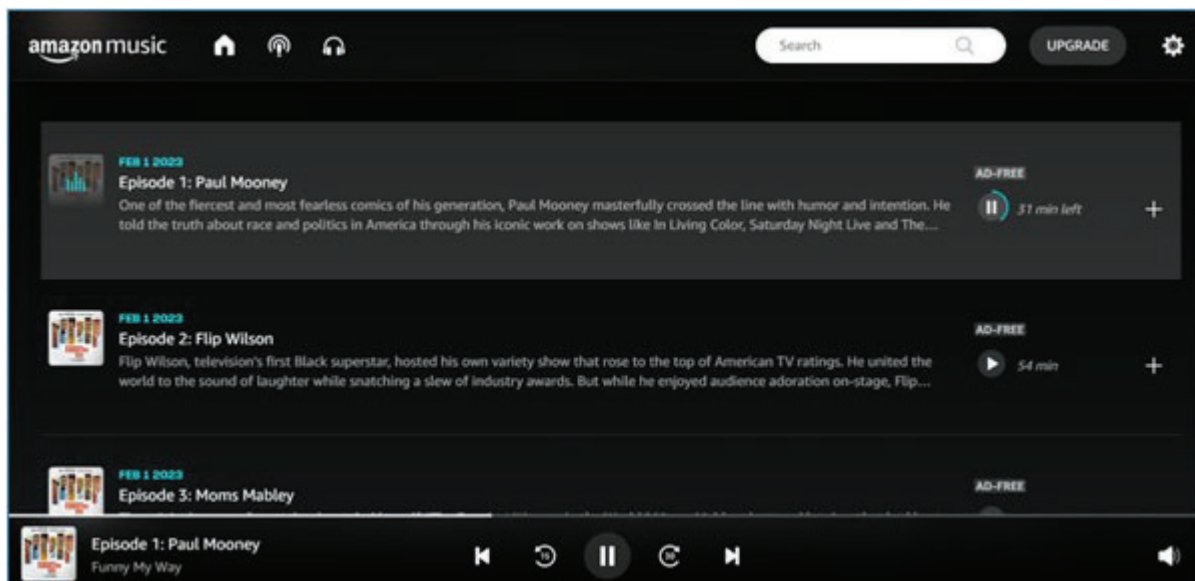 amazon music
Search
UPGRADE
FEB 1 2023
Episode 1: Paul Mooney
One of the fiercest and most fearless comics of his generation, Paul Mooney masterfully crossed the line with humor and intention. He
told the truth about race and politics in America through his iconic work on shows like In Living Color, Saturday Night Live and The...
AD-FREE
31 min left
FEB 1 2023
Episode 2: Flip Wilson
Flip Wilson, television's first Black superstar, hosted his own variety show that rose to the top of American TV ratings. He united the
world to the sound of laughter while snatching a slew of industry awards. But while he enjoyed audience adoration on-stage, Flip...
AD-FREE
54 min
FEB 1 2023
Episode 3: Moms Mabley
AD-FREE
Episode 1: Paul Mooney
Funny My Way
15
30